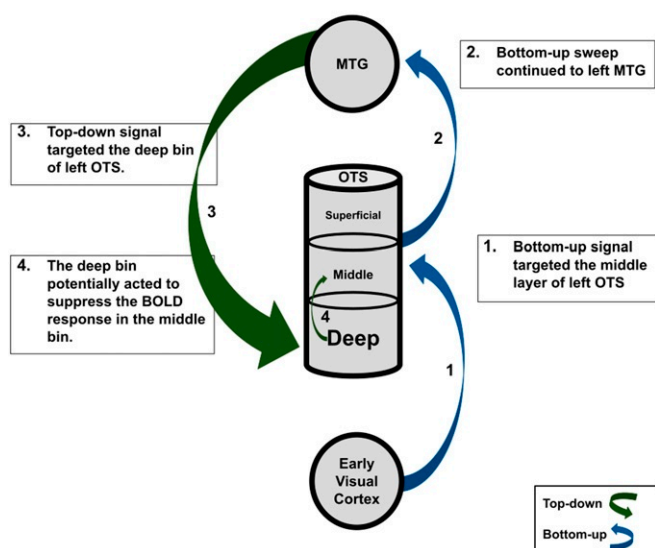 MTG
2. Bottom-up sweep
continued to left MTG
3. Top-down signal
targeted the deep bin
of left OTS.
2
3
OTS
Superficial
Middle
4
Deep
1. Bottom-up signal
targeted the middle
layer of left OTS
4. The deep bin
potentially acted to
suppress the BOLD
response in the middle
bin.
1
Early
Visual
Cortex
Top-down
Bottom-up